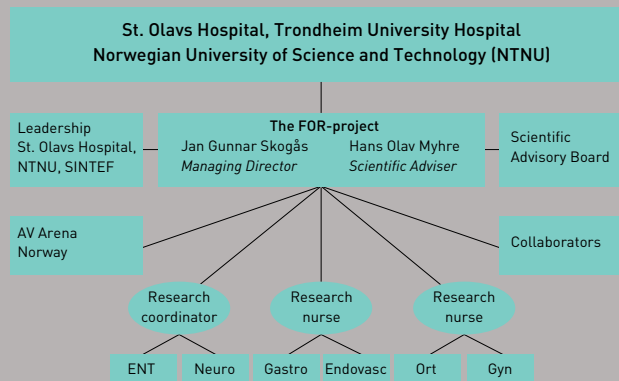 St. Olavs Hospital, Trondheim University Hospital
Norwegian University of Science and Technology (NTNU)
Leadership
St. Olavs Hospital,
NTNU, SINTEF
The FOR-project
Jan Gunnar Skogås Hans Olav Myhre
Managing Director Scientific Adviser
Scientific
Advisory Board
AV Arena
Norway
Collaborators
Research
coordinator
Research
nurse
Research
nurse
ENT
Neuro
Gastro
Endovasc
Ort
Gyn